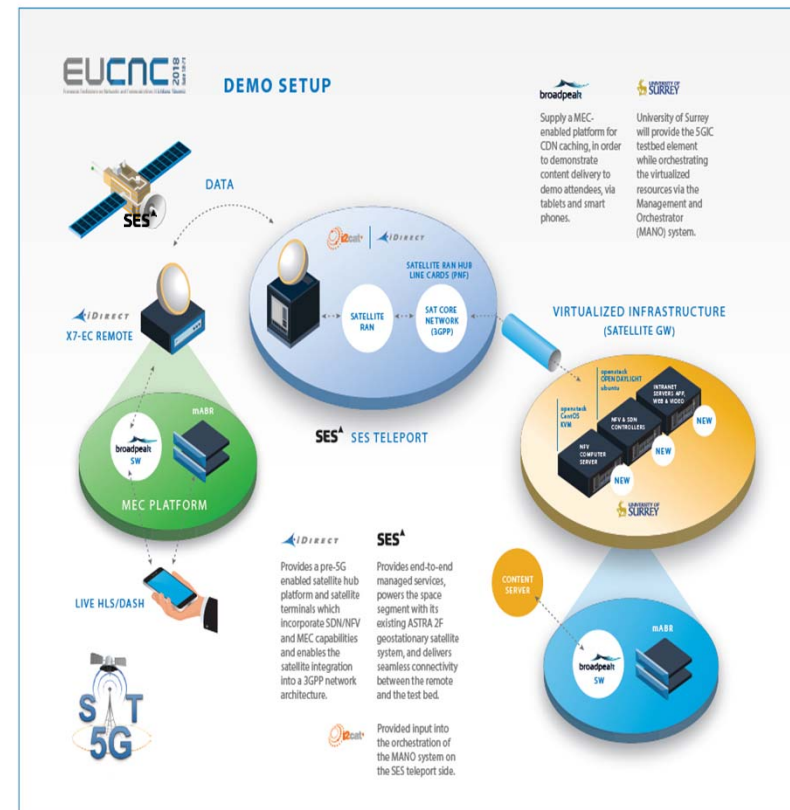 EUCNC 2018
DEMO SETUP
broadpeak
UNIVERSITY OF
SURREY
Supply a MEC-
enabled platform for
CDN caching, in order
to demonstrate
content delivery to
demo attendees, via
tablets and smart
phones.
University of Surrey
will provide the 5GIC
testbed element
while orchestrating
the virtualized
resources via the
Management and
Orchestrator
(MANO) system.
DATA
SES
i2cat
iDIRECT
SATELLITE RAN HUB
LINE CARDS (PNF)
SATELLITE
RAN
SAT CORE
NETWORK
(3GPP)
iDIRECT
X7-EC REMOTE
VIRTUALIZED INFRASTRUCTURE
(SATELLITE GW)
openstack
OPEN DAYLIGHT
ubuntu
openstack
CentOS
KVM
INTRANET
SERVERS APP,
WEB & VIDEO
NFV & SDN
CONTROLLERS
NFV
COMPUTER
SERVER
NEW
NEW
NEW
UNIVERSITY OF
SURREY
mABR
broadpeak
SW
MEC PLATFORM
SES SES TELEPORT
LIVE HLS/DASH
iDIRECT
Provides a pre-5G
enabled satellite hub
platform and satellite
terminals which
incorporate SDN/NFV
and MEC capabilities
and enables the
satellite integration
into a 3GPP network
architecture.
SES
Provides end-to-end
managed services,
powers the space
segment with its
existing ASTRA 2F
geostationary satellite
system, and delivers
seamless connectivity
between the remote
and the test bed.
i2cat
Provided input into
the orchestration of
the MANO system on
the SES teleport side.
CONTENT
SERVER
mABR
broadpeak
SW
SAT
5G